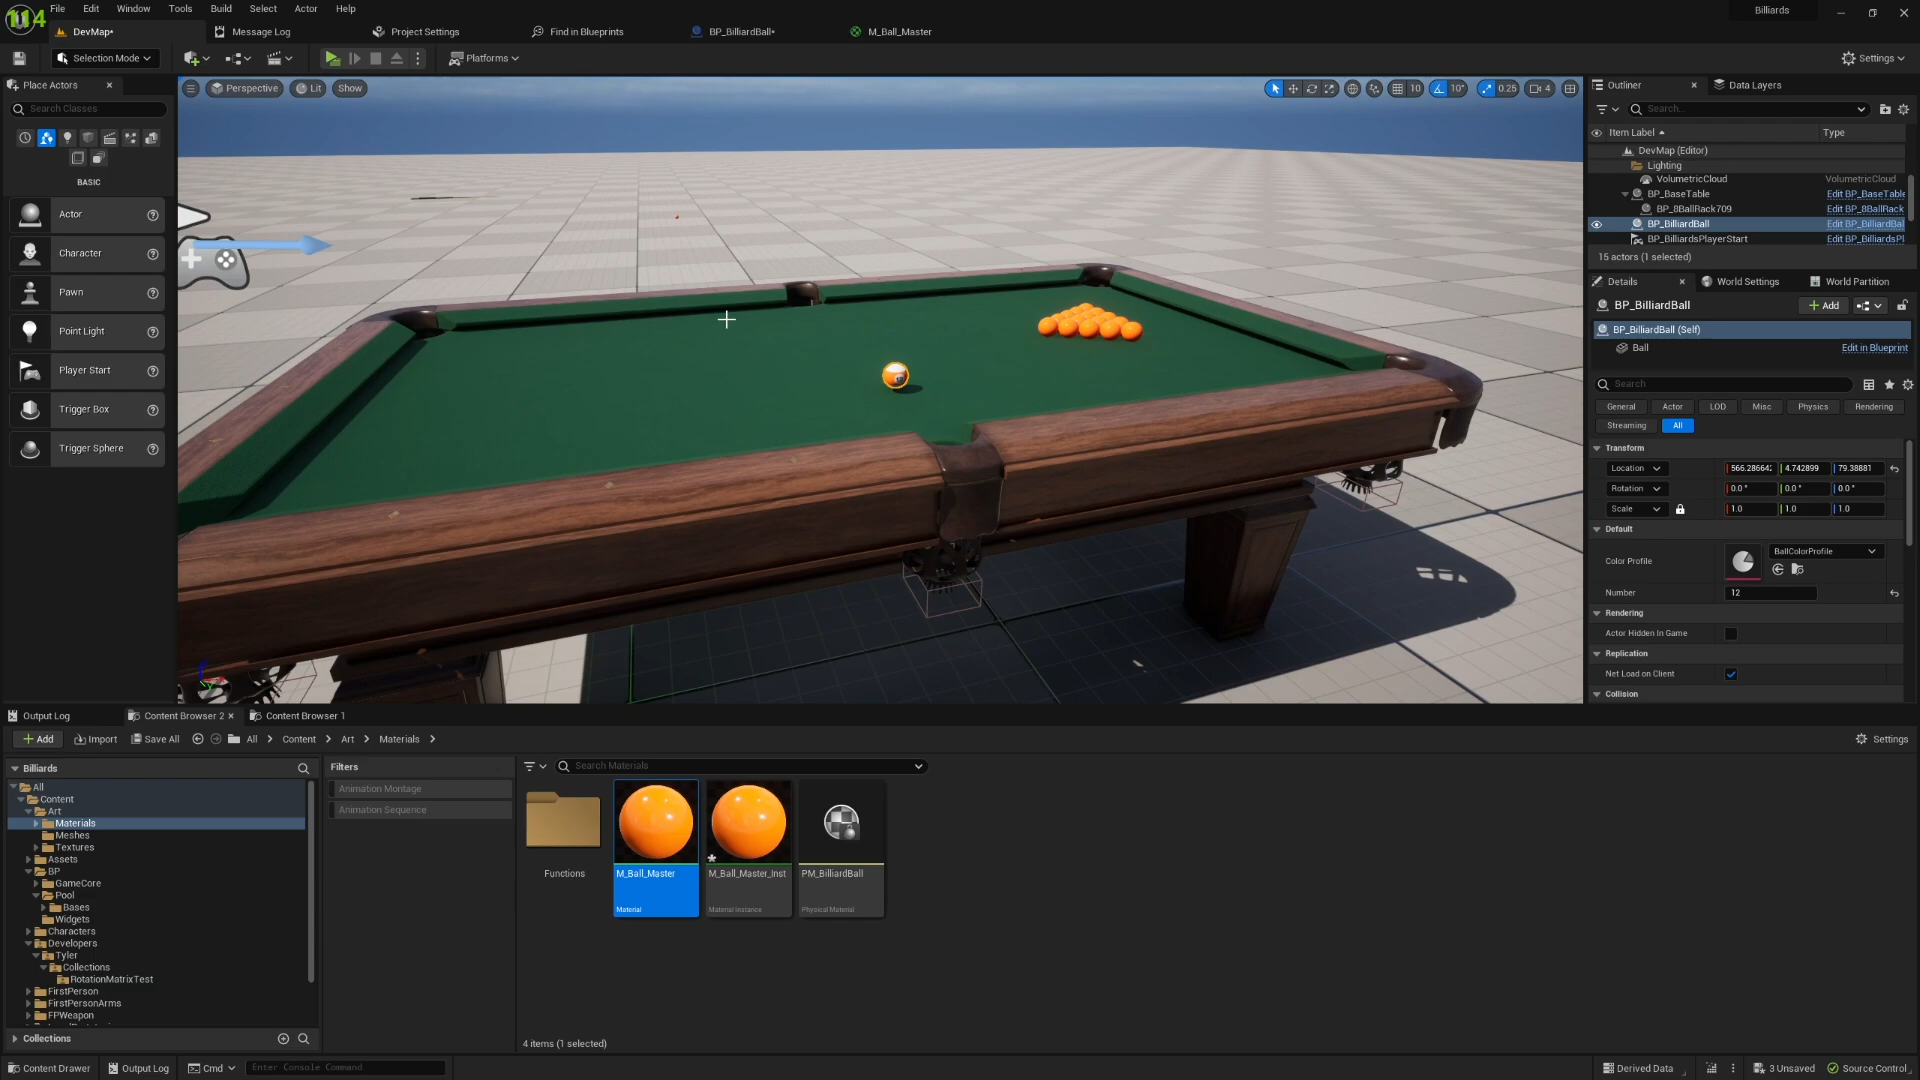 114
File Edit Window Tools Build Select Actor Help
Billiards
DevMap*
Message Log
Project Settings
Find in Blueprints
BP_BilliardBall*
M_Ball_Master
Selection Mode
Platforms
Settings
Place Actors
Search Classes
BASIC
Actor
Character
Pawn
Point Light
Player Start
Trigger Box
Trigger Sphere
Perspective
Lit
Show
10
10°
0.25
4
Outliner
Data Layers
Search...
Item Label
Type
DevMap (Editor)
Lighting
VolumetricCloud VolumetricCloud
BP_BaseTable Edit BP_BaseTable
BP_8BallRack709 Edit BP_8BallRack
BP_BilliardBall Edit BP_BilliardBal
BP_BilliardsPlayerStart Edit BP_BilliardsPl
15 actors (1 selected)
Details
World Settings
World Partition
BP_BilliardBall
Add
BP_BilliardBall (Self)
Ball
Edit in Blueprint
Search
General Actor LOD Misc Physics Rendering
Streaming All
Transform
Location 566.286642 4.742899 79.38881
Rotation 0.0° 0.0° 0.0°
Scale 1.0 1.0 1.0
Default
Color Profile
BallColorProfile
Number 12
Rendering
Actor Hidden In Game
Replication
Net Load on Client
Collision
Output Log
Content Browser 2
Content Browser 1
Add
Import
Save All
All
Content
Art
Materials
Settings
Billiards
All
Content
Art
Materials
Meshes
Textures
Assets
BP
GameCore
Pool
Bases
Widgets
Characters
Developers
Tyler
Collections
RotationMatrixTest
FirstPerson
FirstPersonArms
FPWeapon
Collections
Filters
Animation Montage
Animation Sequence
Search Materials
Functions
M_Ball_Master
Material
M_Ball_Master_Inst
Material Instance
PM_BilliardBall
Physical Material
4 items (1 selected)
Content Drawer
Output Log
Cmd
Enter Console Command
Derived Data
3 Unsaved
Source Control